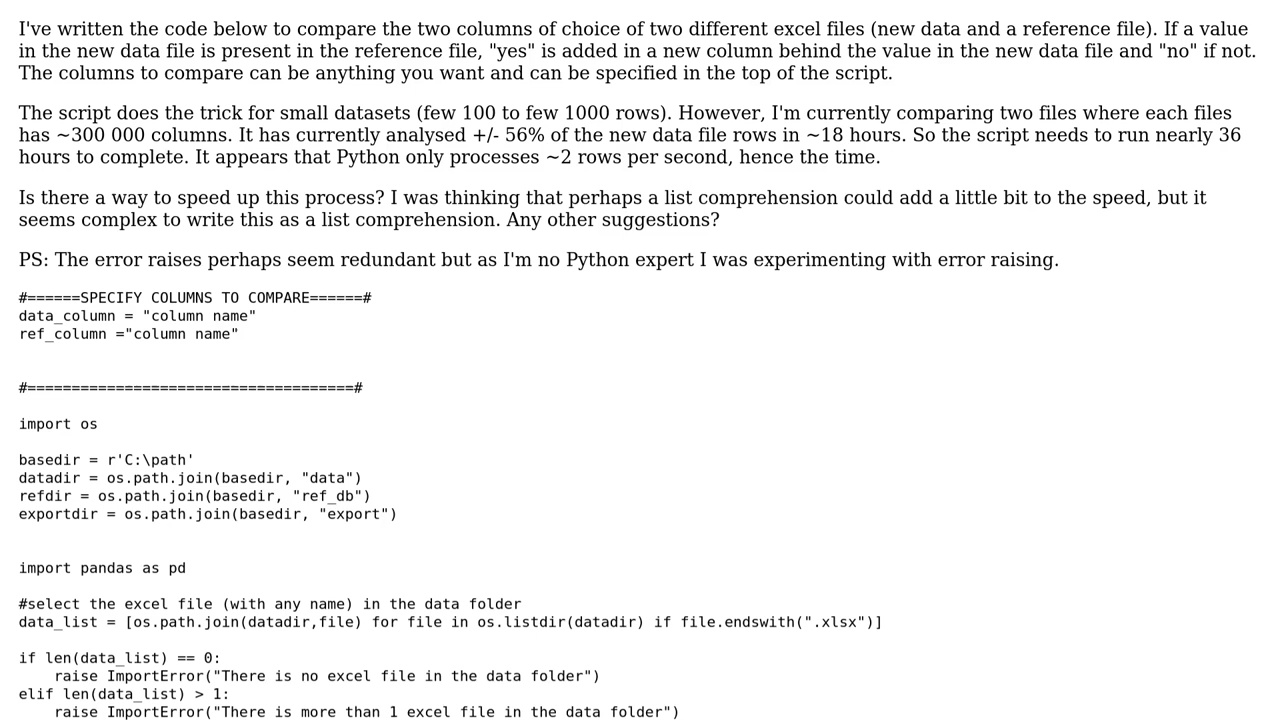 I've written the code below to compare the two columns of choice of two different excel files (new data and a reference file). If a value
in the new data file is present in the reference file, "yes" is added in a new column behind the value in the new data file and "no" if not.
The columns to compare can be anything you want and can be specified in the top of the script.
The script does the trick for small datasets (few 100 to few 1000 rows). However, I'm currently comparing two files where each files
has ~300 000 columns. It has currently analysed +/- 56% of the new data file rows in ~18 hours. So the script needs to run nearly 36
hours to complete. It appears that Python only processes ~2 rows per second, hence the time.
Is there a way to speed up this process? I was thinking that perhaps a list comprehension could add a little bit to the speed, but it
seems complex to write this as a list comprehension. Any other suggestions?
PS: The error raises perhaps seem redundant but as I'm no Python expert I was experimenting with error raising.
#======SPECIFY COLUMNS TO COMPARE======#
data_column = "column name"
ref_column ="column name"
#=====================================#
import os
basedir = r'C:\path'
datadir = os.path.join(basedir, "data")
refdir = os.path.join(basedir, "ref_db")
exportdir = os.path.join(basedir, "export")
import pandas as pd
#select the excel file (with any name) in the data folder
data_list = [os.path.join(datadir,file) for file in os.listdir(datadir) if file.endswith(".xlsx")]
if len(data_list) == 0:
    raise ImportError("There is no excel file in the data folder")
elif len(data_list) > 1:
    raise ImportError("There is more than 1 excel file in the data folder")